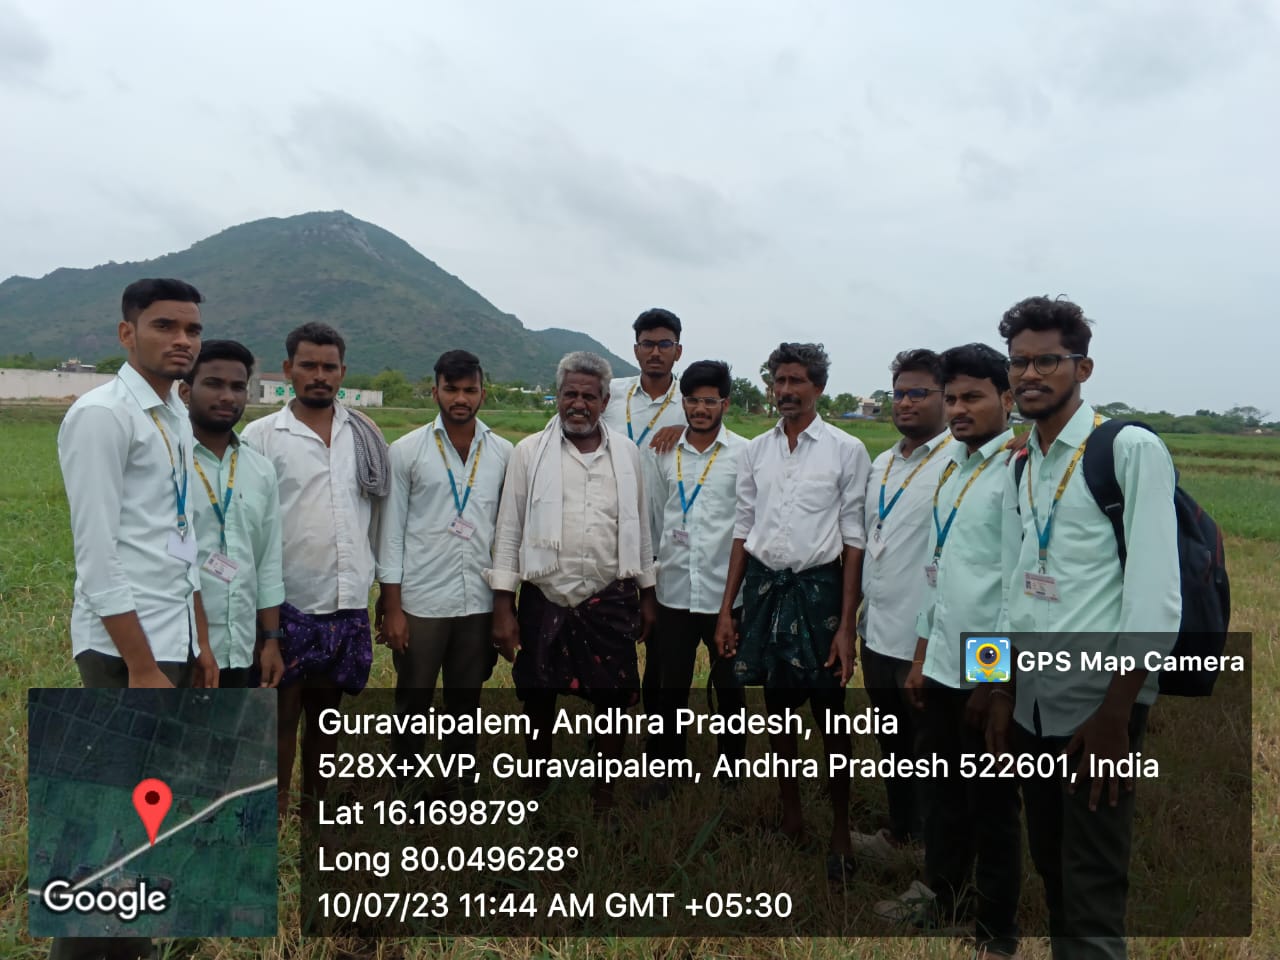 GPS Map Camera
Guravaipalem, Andhra Pradesh, India
528X+XVP, Guravaipalem, Andhra Pradesh 522601, India
Lat 16.169879°
Long 80.049628°
10/07/23 11:44 AM GMT +05:30
Google